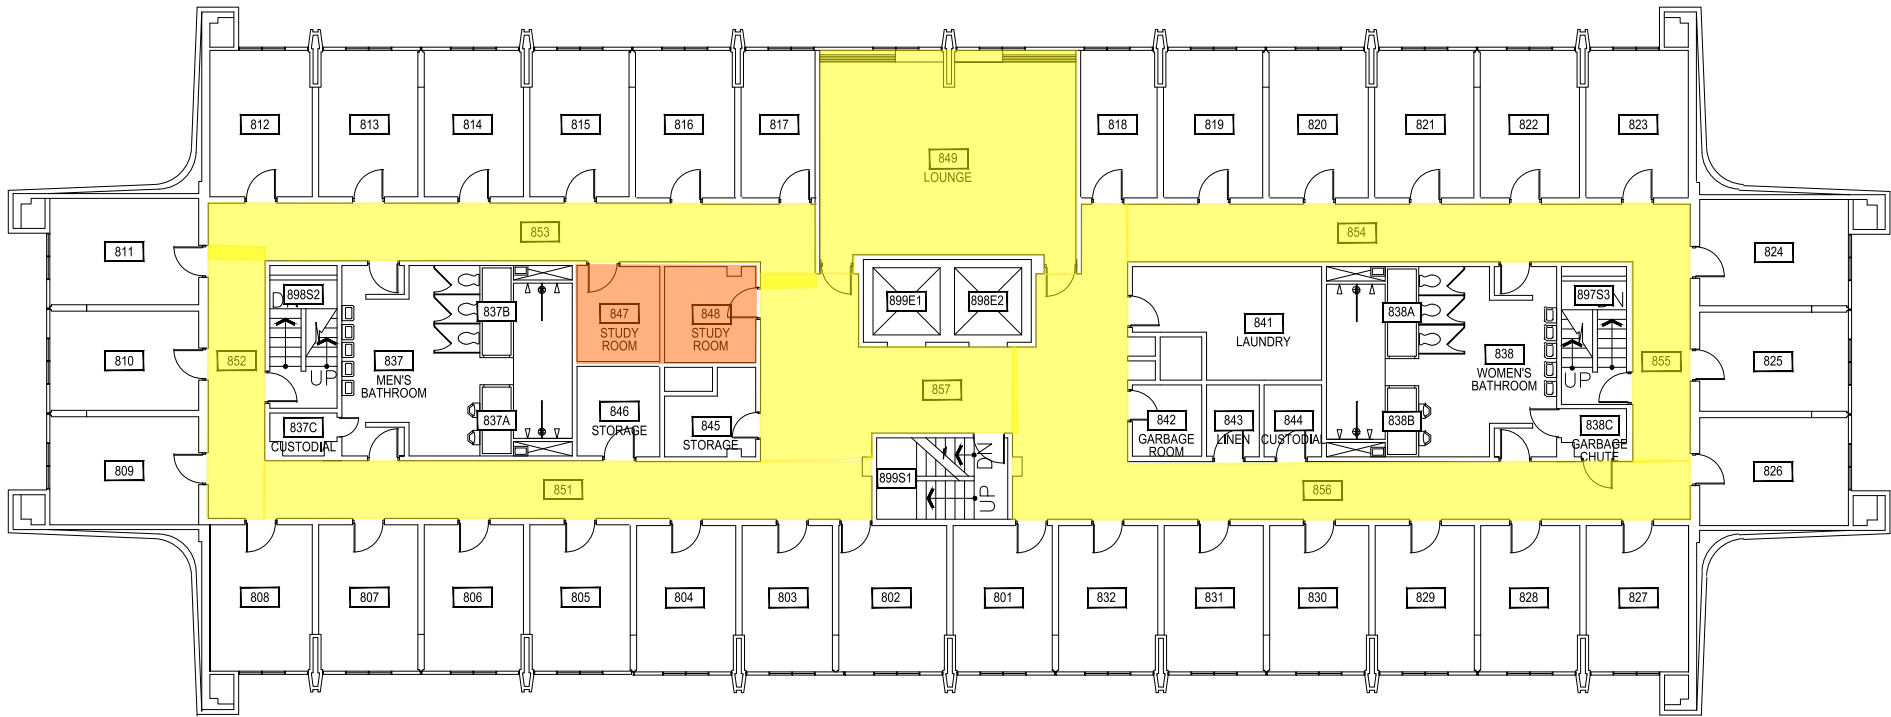 812
813
814
815
816
817
849
LOUNGE
818
819
820
821
822
823
853
854
811
824
898S2
DN
837B
847
STUDY
ROOM
848
STUDY
ROOM
899E1
898E2
841
LAUNDRY
838A
897S3
DN
810
852
UP
837
MEN'S
BATHROOM
857
838
WOMEN'S
BATHROOM
UP
855
825
809
837C
CUSTODIAL
837A
846
STORAGE
845
STORAGE
842
GARBAGE
ROOM
843
LINEN
844
CUSTODIAL
838B
838C
GARBAGE
CHUTE
826
851
899S1
UP
DN
856
808
807
806
805
804
803
802
801
832
831
830
829
828
827